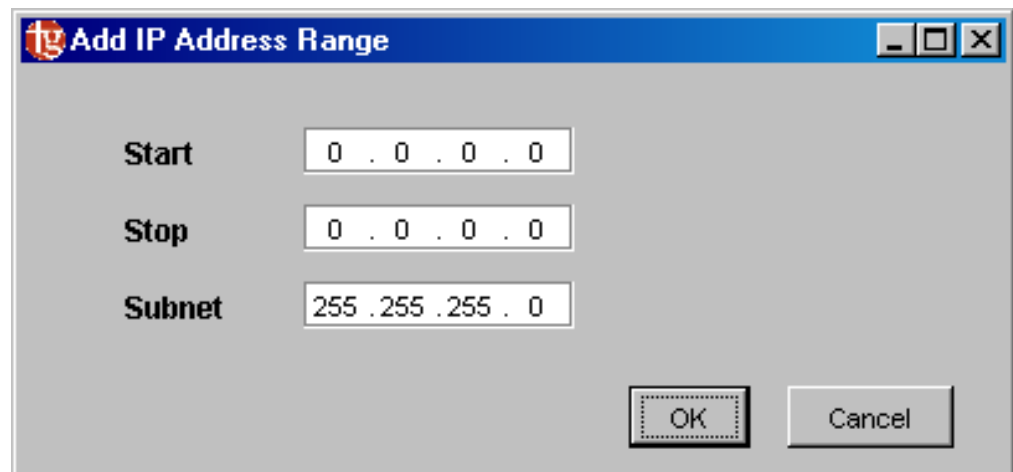 tg Add IP Address Range
Start 0 . 0 . 0 . 0
Stop 0 . 0 . 0 . 0
Subnet 255 .255 .255 . 0
OK Cancel